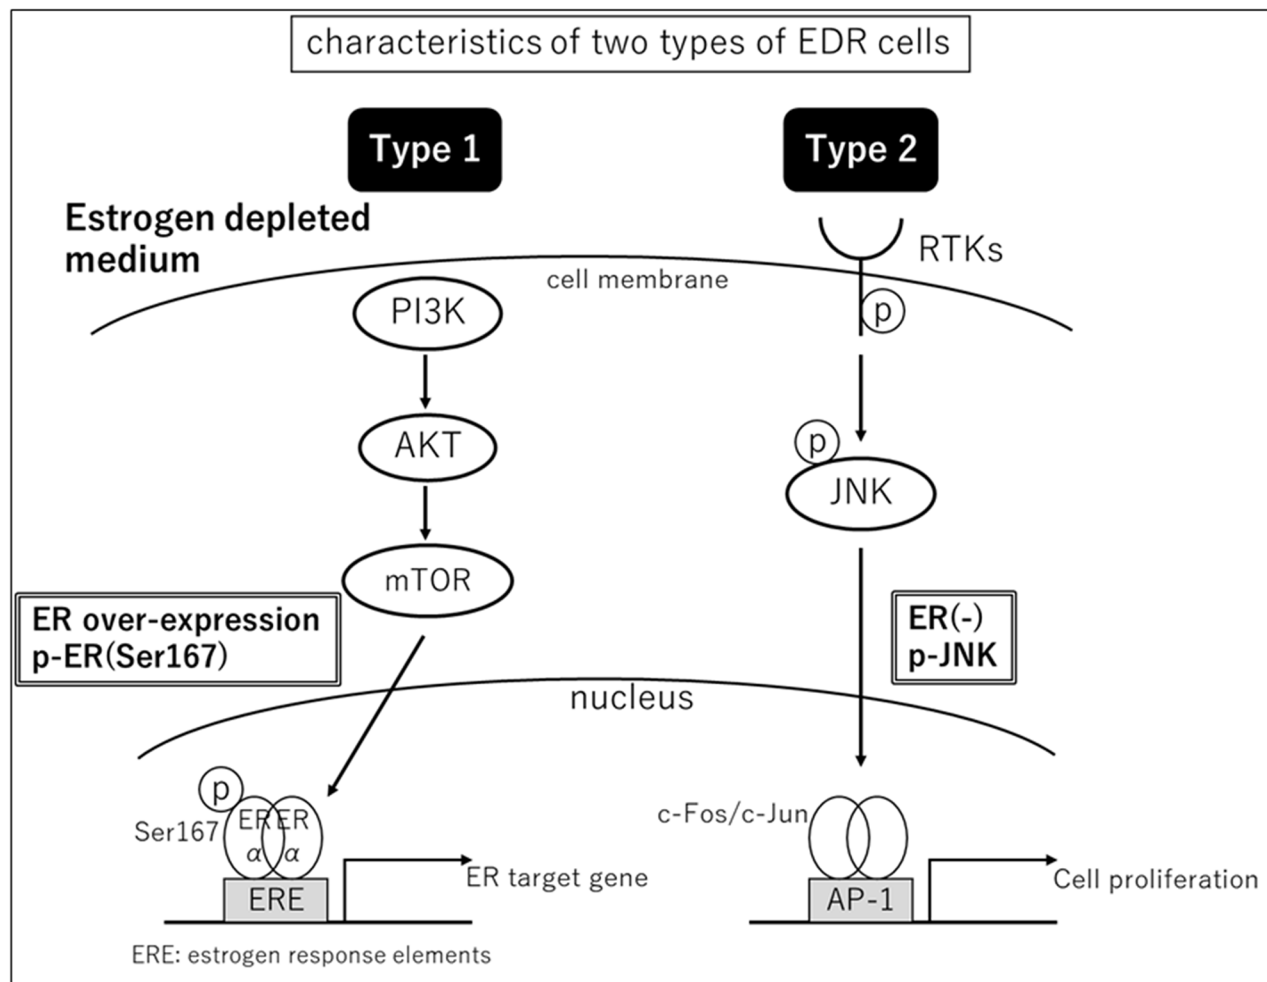 characteristics of two types of EDR cells
Type 1
Type 2
Estrogen depleted
medium
RTKs
cell membrane
PI3K
p
AKT
p
JNK
mTOR
ER over-expression
p-ER(Ser167)
ER(-)
p-JNK
nucleus
p
Ser167
ER ER
α α
c-Fos/c-Jun
ER target gene
Cell proliferation
ERE
AP-1
ERE: estrogen response elements